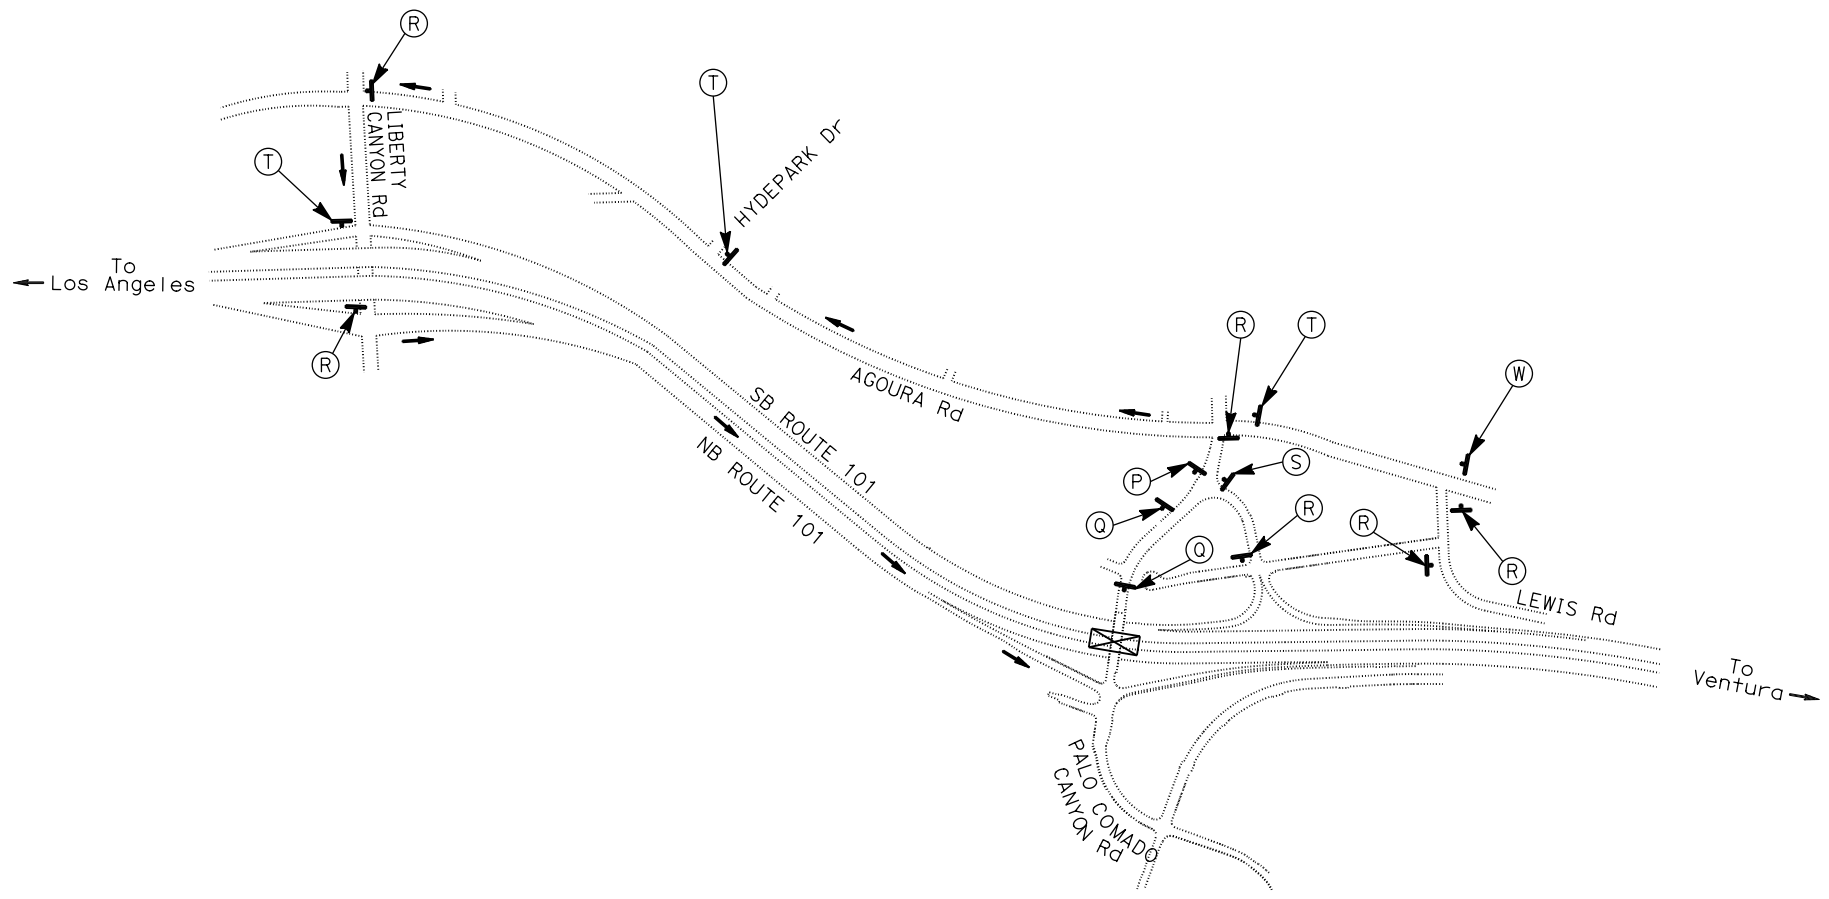 R
T
HYDEPARK Dr
LIBERTY
CANYON Rd
T
To
Los Angeles
R
R
T
W
AGOURA Rd
SB ROUTE 101
NB ROUTE 101
P
S
Q
R
R
Q
R
LEWIS Rd
To
Ventura
PALO COMADO
CANYON Rd